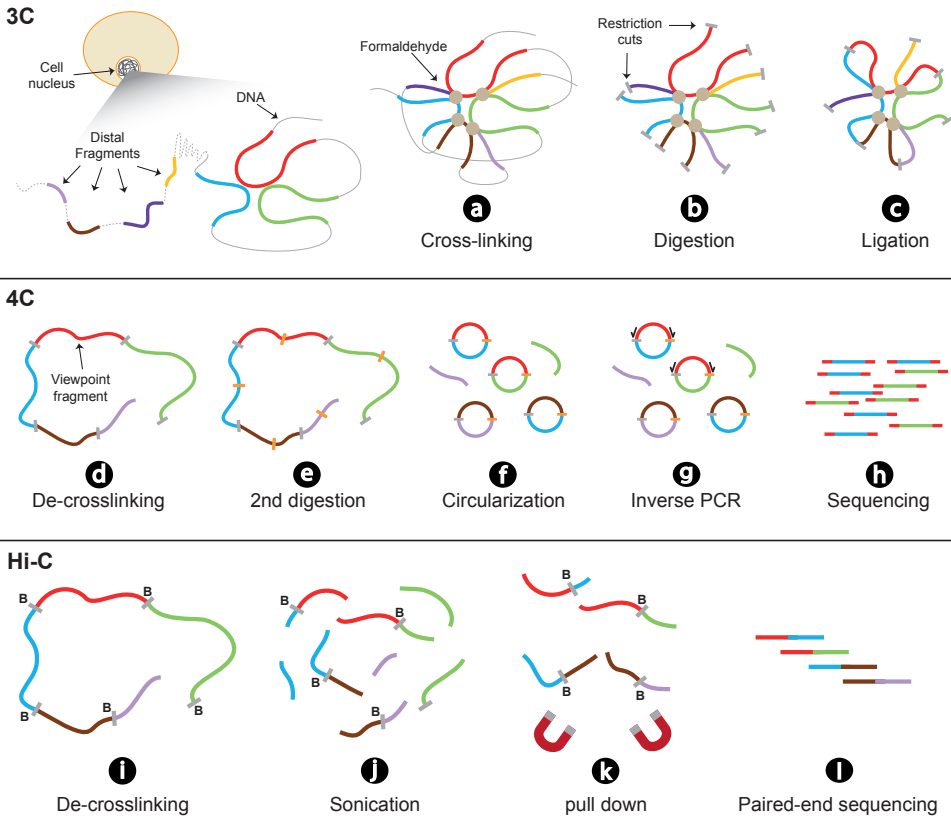 3C
Cell
nucleus
Distal
Fragments
DNA
Formaldehyde
Restriction
cuts
a
Cross-linking
b
Digestion
c
Ligation
4C
Viewpoint
fragment
d
De-crosslinking
e
2nd digestion
f
Circularization
g
Inverse PCR
h
Sequencing
Hi-C
B
B
B
B
B
i
De-crosslinking
B
B
B
B
j
Sonication
B
B
B
B
k
pull down
l
Paired-end sequencing